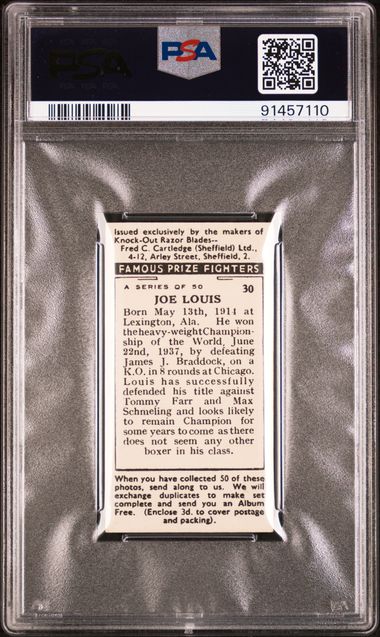 PSA
PSA
91457110
Issued exclusively by the makers of
Knock-Out Razor Blades--
Fred C. Cartledge (Sheffield) Ltd.,
4-12, Arley Street, Sheffield, 2.
FAMOUS PRIZE FIGHTERS
A SERIES OF 50 30
JOE LOUIS
Born May 13th, 1914 at
Lexington, Ala. He won
the heavy-weight Champion-
ship of the World, June
22nd, 1937, by defeating
James J. Braddock, on a
K.O. in 8 rounds at Chicago.
Louis has successfully
defended his title against
Tommy Farr and Max
Schmeling and looks likely
to remain Champion for
some years to come as there
does not seem any other
boxer in his class.
When you have collected 50 of these
photos, send along to us. We will
exchange duplicates to make set
complete and send you an Album
Free. (Enclose 3d. to cover postage
and packing).